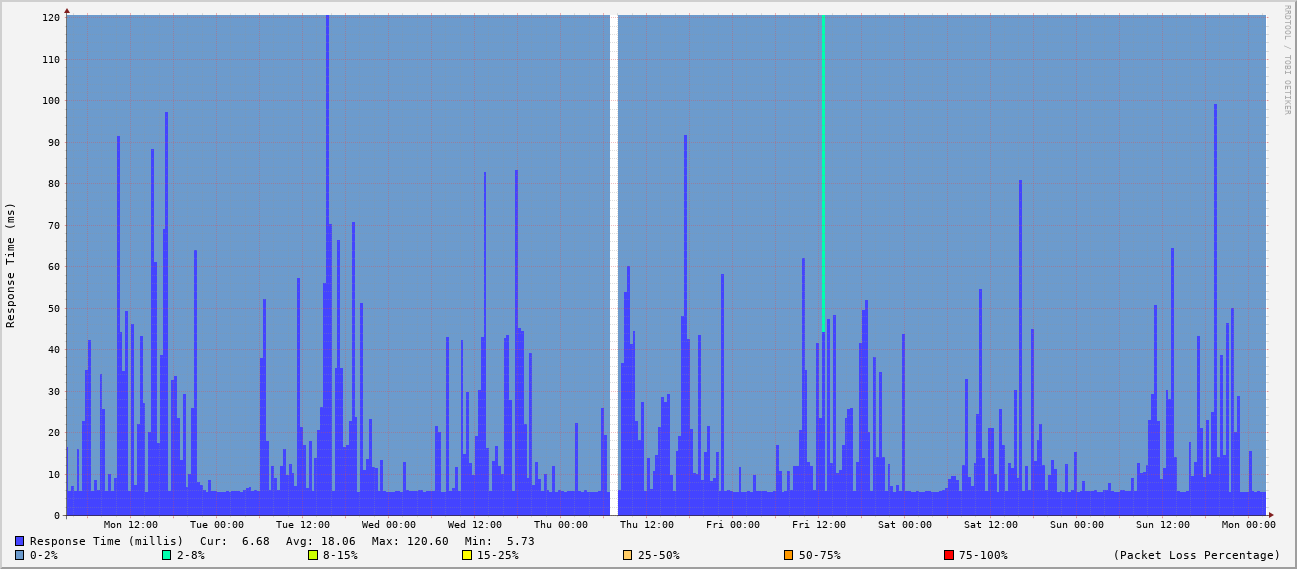 RRDTOOL / TOBI OETIKER
Response Time (ms)
120
110
100
90
80
70
60
50
40
30
20
10
0
Mon 12:00 Tue 00:00 Tue 12:00 Wed 00:00 Wed 12:00 Thu 00:00 Thu 12:00 Fri 00:00 Fri 12:00 Sat 00:00 Sat 12:00 Sun 00:00 Sun 12:00 Mon 00:00
Response Time (millis) Cur: 6.68 Avg: 18.06 Max: 120.60 Min: 5.73
0-2% 2-8% 8-15% 15-25% 25-50% 50-75% 75-100% (Packet Loss Percentage)